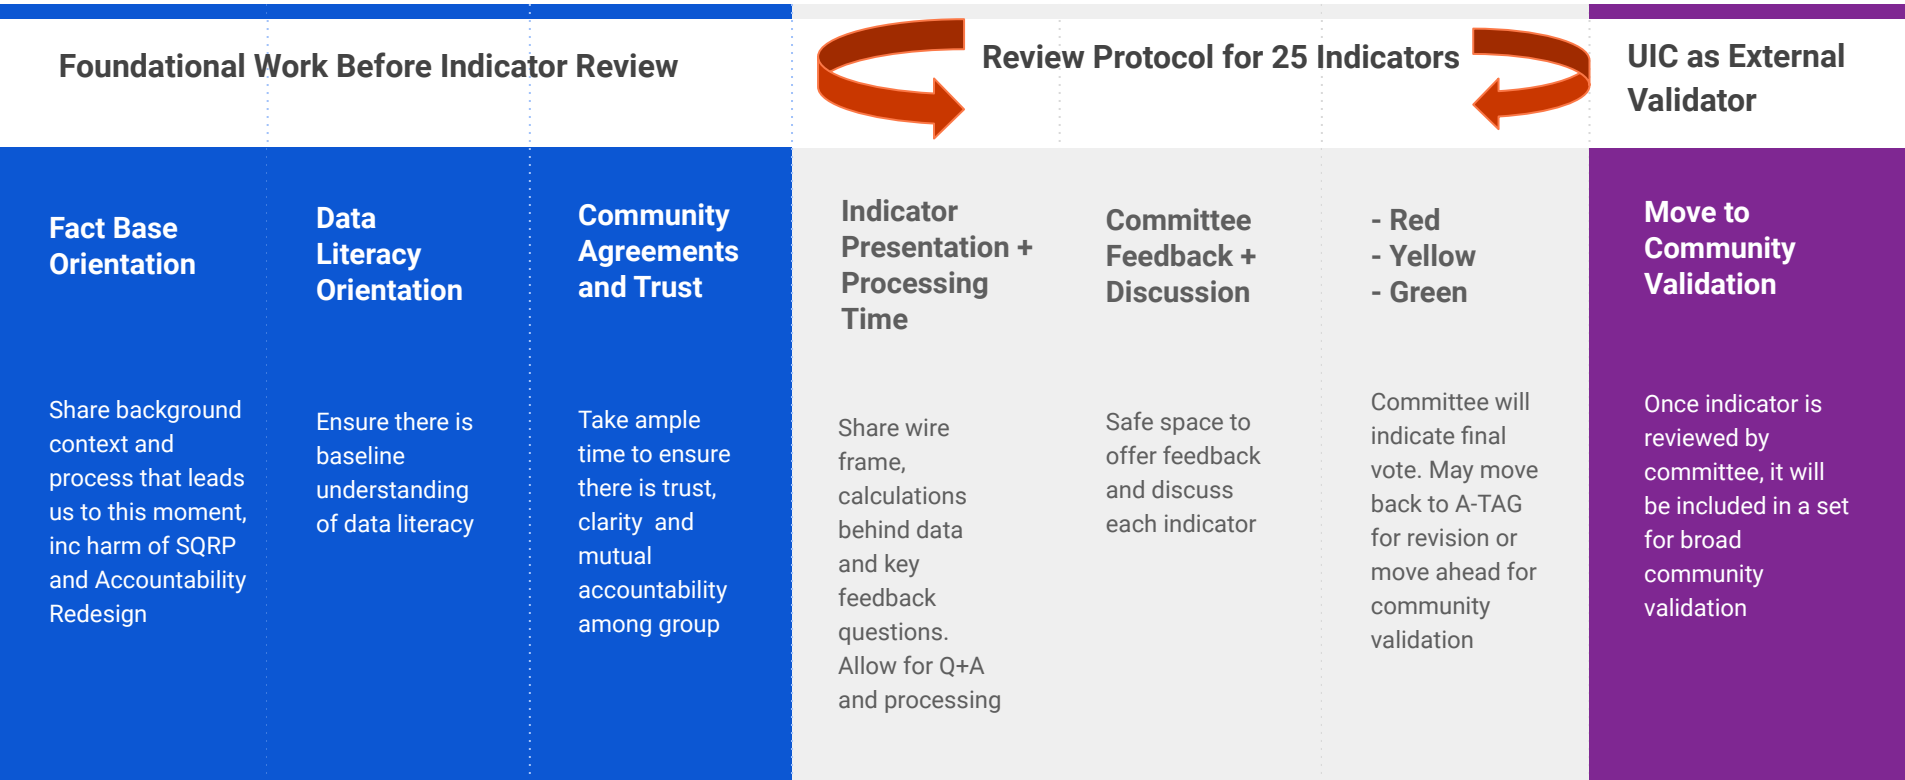 Foundational Work Before Indicator Review
Review Protocol for 25 Indicators
UIC as External
Validator
Fact Base
Orientation
Share background
context and
process that leads
us to this moment,
inc harm of SQRP
and Accountability
Redesign
Data
Literacy
Orientation
Ensure there is
baseline
understanding
of data literacy
Community
Agreements
and Trust
Take ample
time to ensure
there is trust,
clarity  and
mutual
accountability
among group
Indicator
Presentation +
Processing
Time
Share wire
frame,
calculations
behind data
and key
feedback
questions.
Allow for Q+A
and processing
Committee
Feedback +
Discussion
Safe space to
offer feedback
and discuss
each indicator
- Red
- Yellow
- Green
Committee will
indicate final
vote. May move
back to A-TAG
for revision or
move ahead for
community
validation
Move to
Community
Validation
Once indicator is
reviewed by
committee, it will
be included in a set
for broad
community
validation